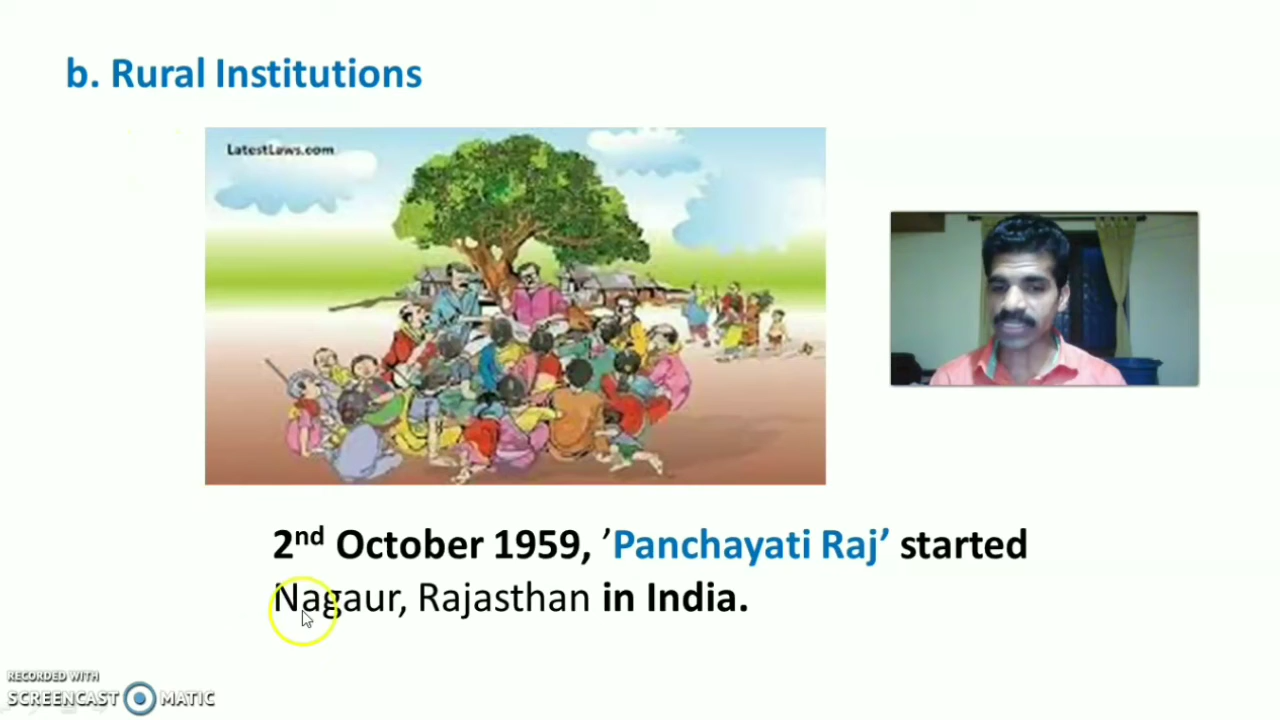 b. Rural Institutions
LatestLaws.com
2nd October 1959, ’Panchayati Raj’ started
Nagaur, Rajasthan in India.
RECORDED WITH
SCREENCAST MATIC